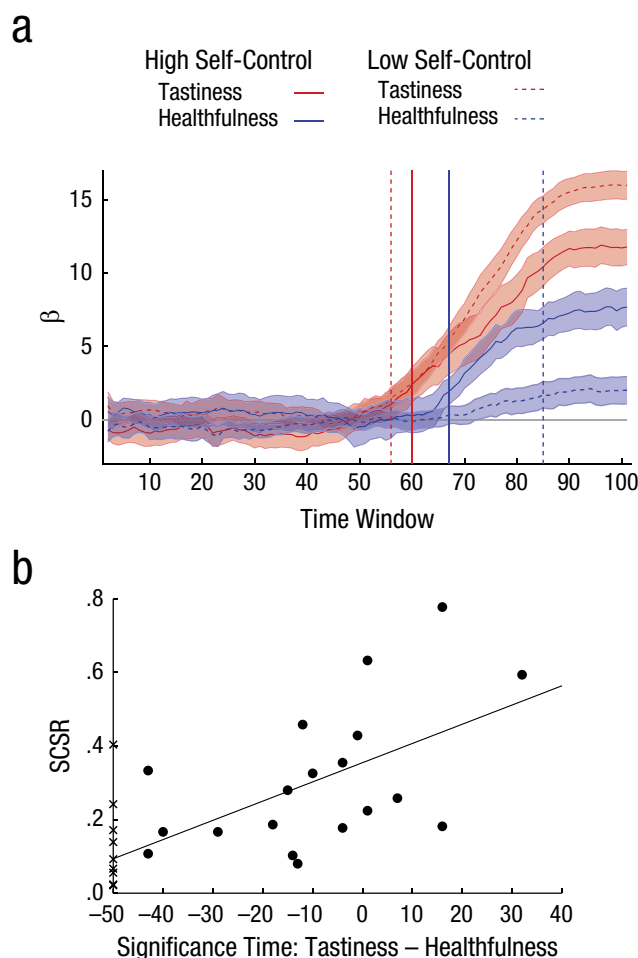 a
High Self-Control
Low Self-Control
Tastiness
Tastiness
Healthfulness
Healthfulness
15
10
5
0
β
10 20 30 40 50 60 70 80 90 100
Time Window
b
.8
.6
.4
.2
.0
SCSR
–50 –40 –30 –20 –10 0 10 20 30 40
Significance Time: Tastiness – Healthfulness